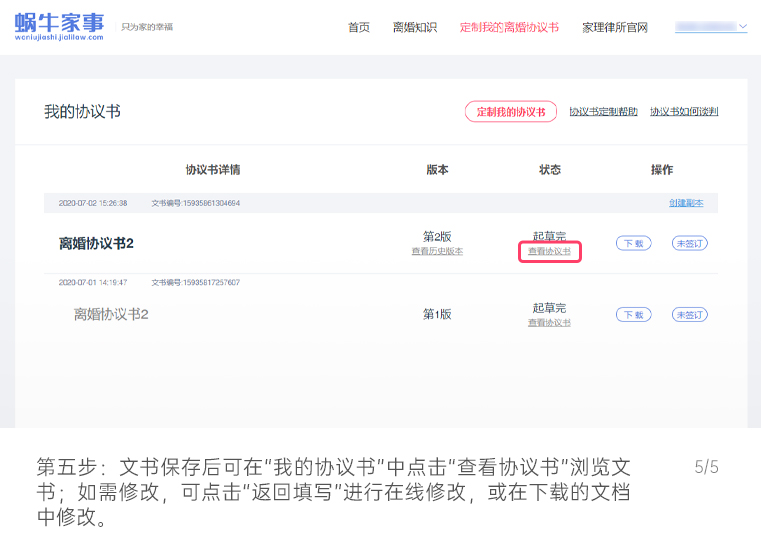 蜗牛家事
woniujiashi.jialilaw.com
只为家的幸福
首页 离婚知识 定制我的离婚协议书 家理律所官网
我的协议书
定制我的协议书 协议书定制帮助 协议书如何谈判
协议书详情 版本 状态 操作
2020-07-02 15:26:38 文书编号:15935861304694 创建副本
离婚协议书2 第2版 起草完 下载 未签订
查看历史版本 查看协议书
2020-07-01 14:19:47 文书编号:15935817257607
离婚协议书2 第1版 起草完 下载 未签订
查看协议书
第五步：文书保存后可在“我的协议书”中点击“查看协议书”浏览文
书；如需修改，可点击“返回填写”进行在线修改，或在下载的文档
中修改。
5/5